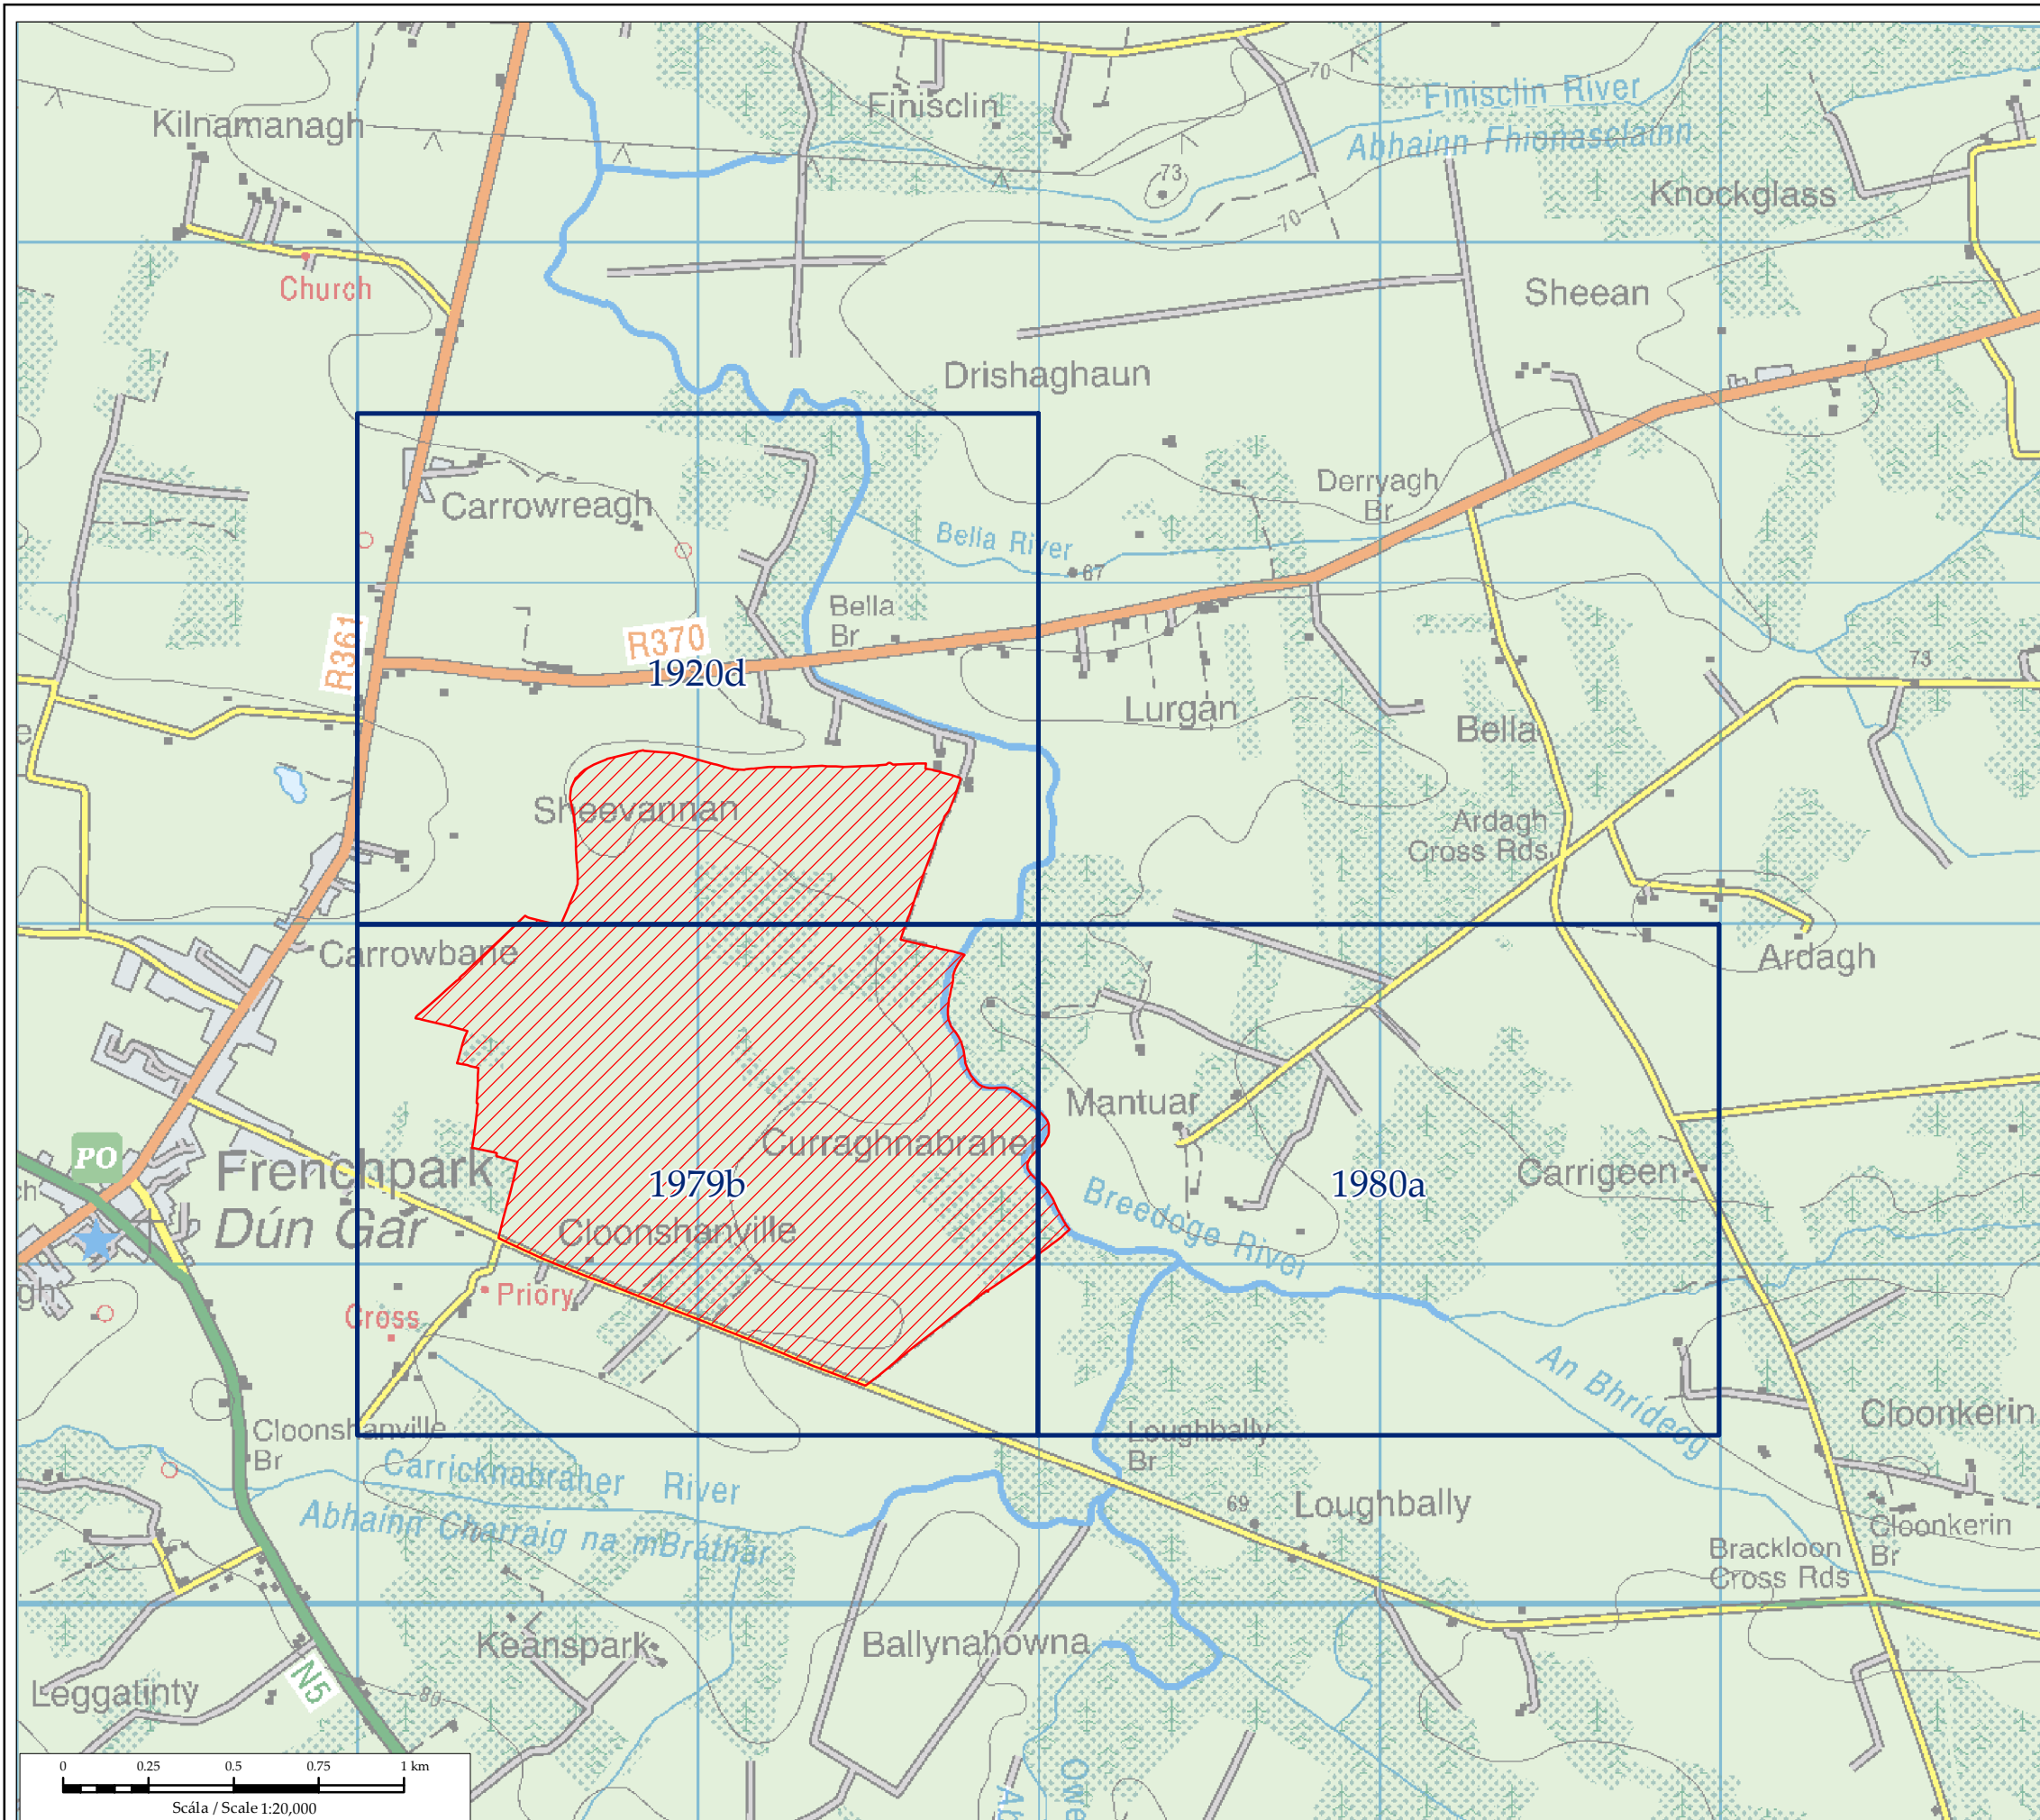 70
Finisclin
Finisclin River
Kilnamanagh
Abhainn Fhionasclainn
73
Knockglass
70
Church
Sheean
Drishaghaun
Derryagh
Br
Carrowreagh
Bella River
67
Bella
Br
R361
R370
1920d
73
Lurgan
Bella
Sheevannan
Ardagh
Cross Rds
Carrowbane
Ardagh
Mantuar
Curraghnabraher
PO
Frenchpark
1979b
1980a
Carrigeen
Breedoge River
Dún Gar
Cloonshanville
Priory
Cross
An Bhrídeog
Cloonkerin
Cloonshanville
Br
Loughbally
Br
Carricknabraher River
69
Loughbally
Abhainn Charraig na mBráthar
Cloonkerin
Br
Brackloon
Cross Rds
Keanspark
Ballynahowna
N5
Leggatinty
80
0 0.25 0.5 0.75 1 km
Scála / Scale 1:20,000